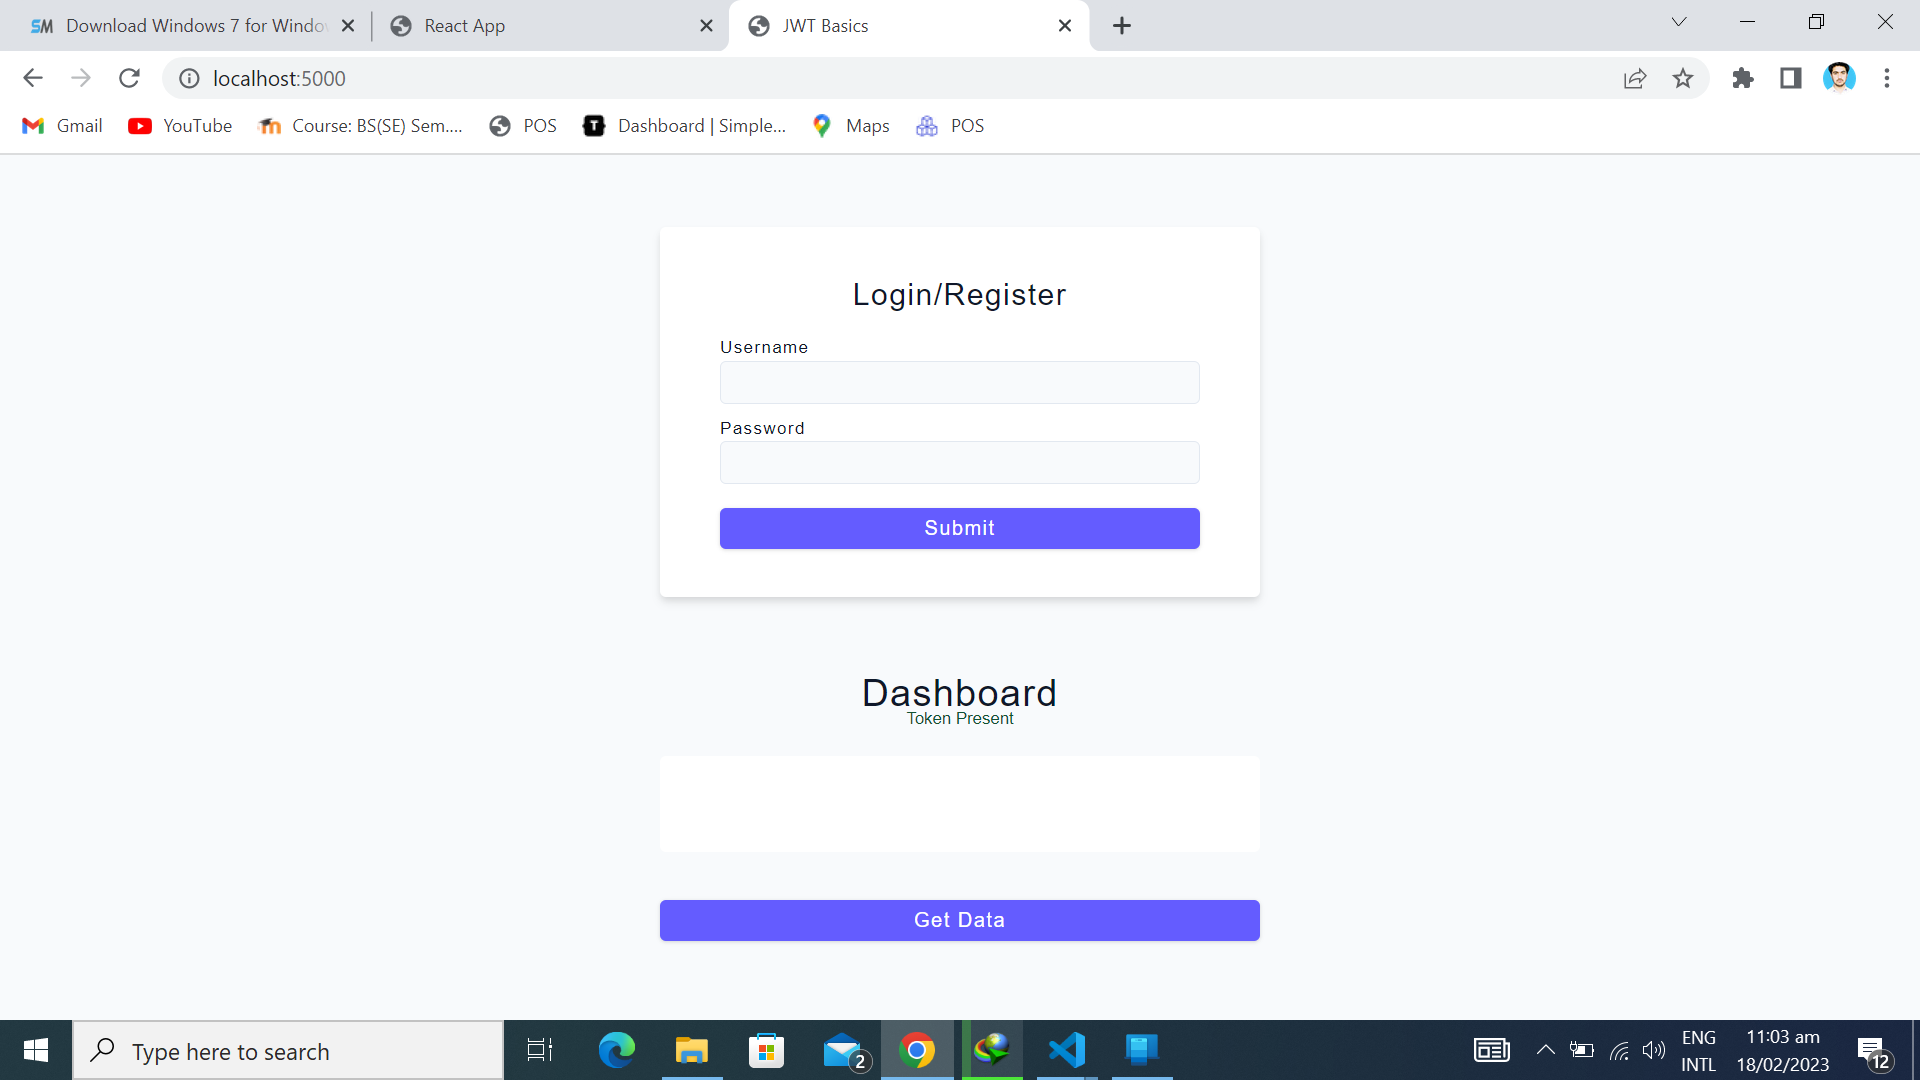 SM Download Windows 7 for Windo
React App
JWT Basics
localhost:5000
Gmail
YouTube
Course: BS(SE) Sem....
POS
T Dashboard | Simple...
Maps
POS
Login/Register
Username
Password
Submit
Dashboard
Token Present
Get Data
Type here to search
2
ENG
INTL
11:03 am
18/02/2023
12